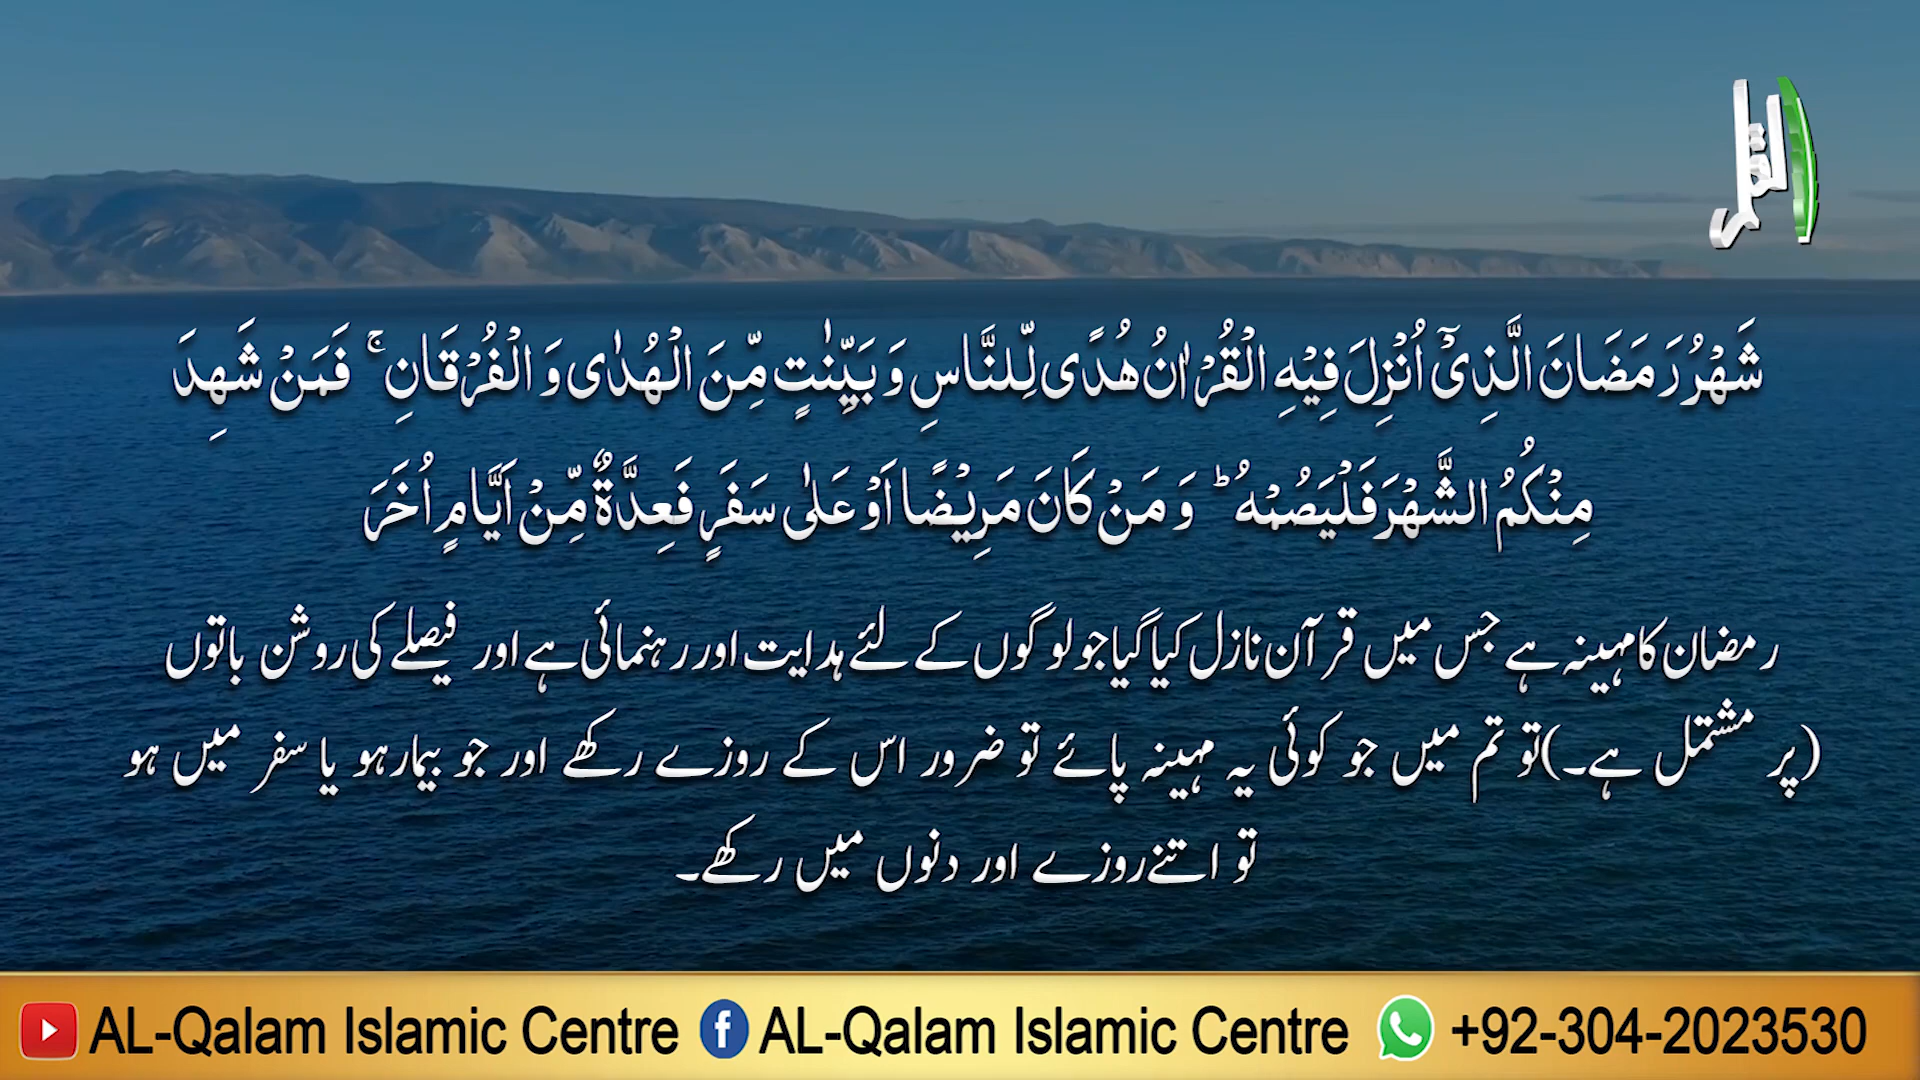 القلم
شَهْرُ رَمَضَانَ الَّذِیْۤ اُنْزِلَ فِیْهِ الْقُرْاٰنُ هُدًى لِّلنَّاسِ وَ بَیِّنٰتٍ مِّنَ الْهُدٰى وَ الْفُرْقَانِۚ فَمَنْ شَهِدَ
مِنْكُمُ الشَّهْرَ فَلْیَصُمْهُؕ وَ مَنْ كَانَ مَرِیْضًا اَوْ عَلٰى سَفَرٍ فَعِدَّةٌ مِّنْ اَیَّامٍ اُخَرَ
رمضان کا مہینہ ہے جس میں قرآن نازل کیا گیا جو لوگوں کے لئے ہدایت اور رہنمائی ہے اور فیصلے کی روشن باتوں
(پر مشتمل ہے۔) تو تم میں جو کوئی یہ مہینہ پائے تو ضرور اس کے روزے رکھے اور جو بیمار ہو یا سفر میں ہو
تو اتنے روزے اور دنوں میں رکھے۔
AL-Qalam Islamic Centre AL-Qalam Islamic Centre +92-304-2023530